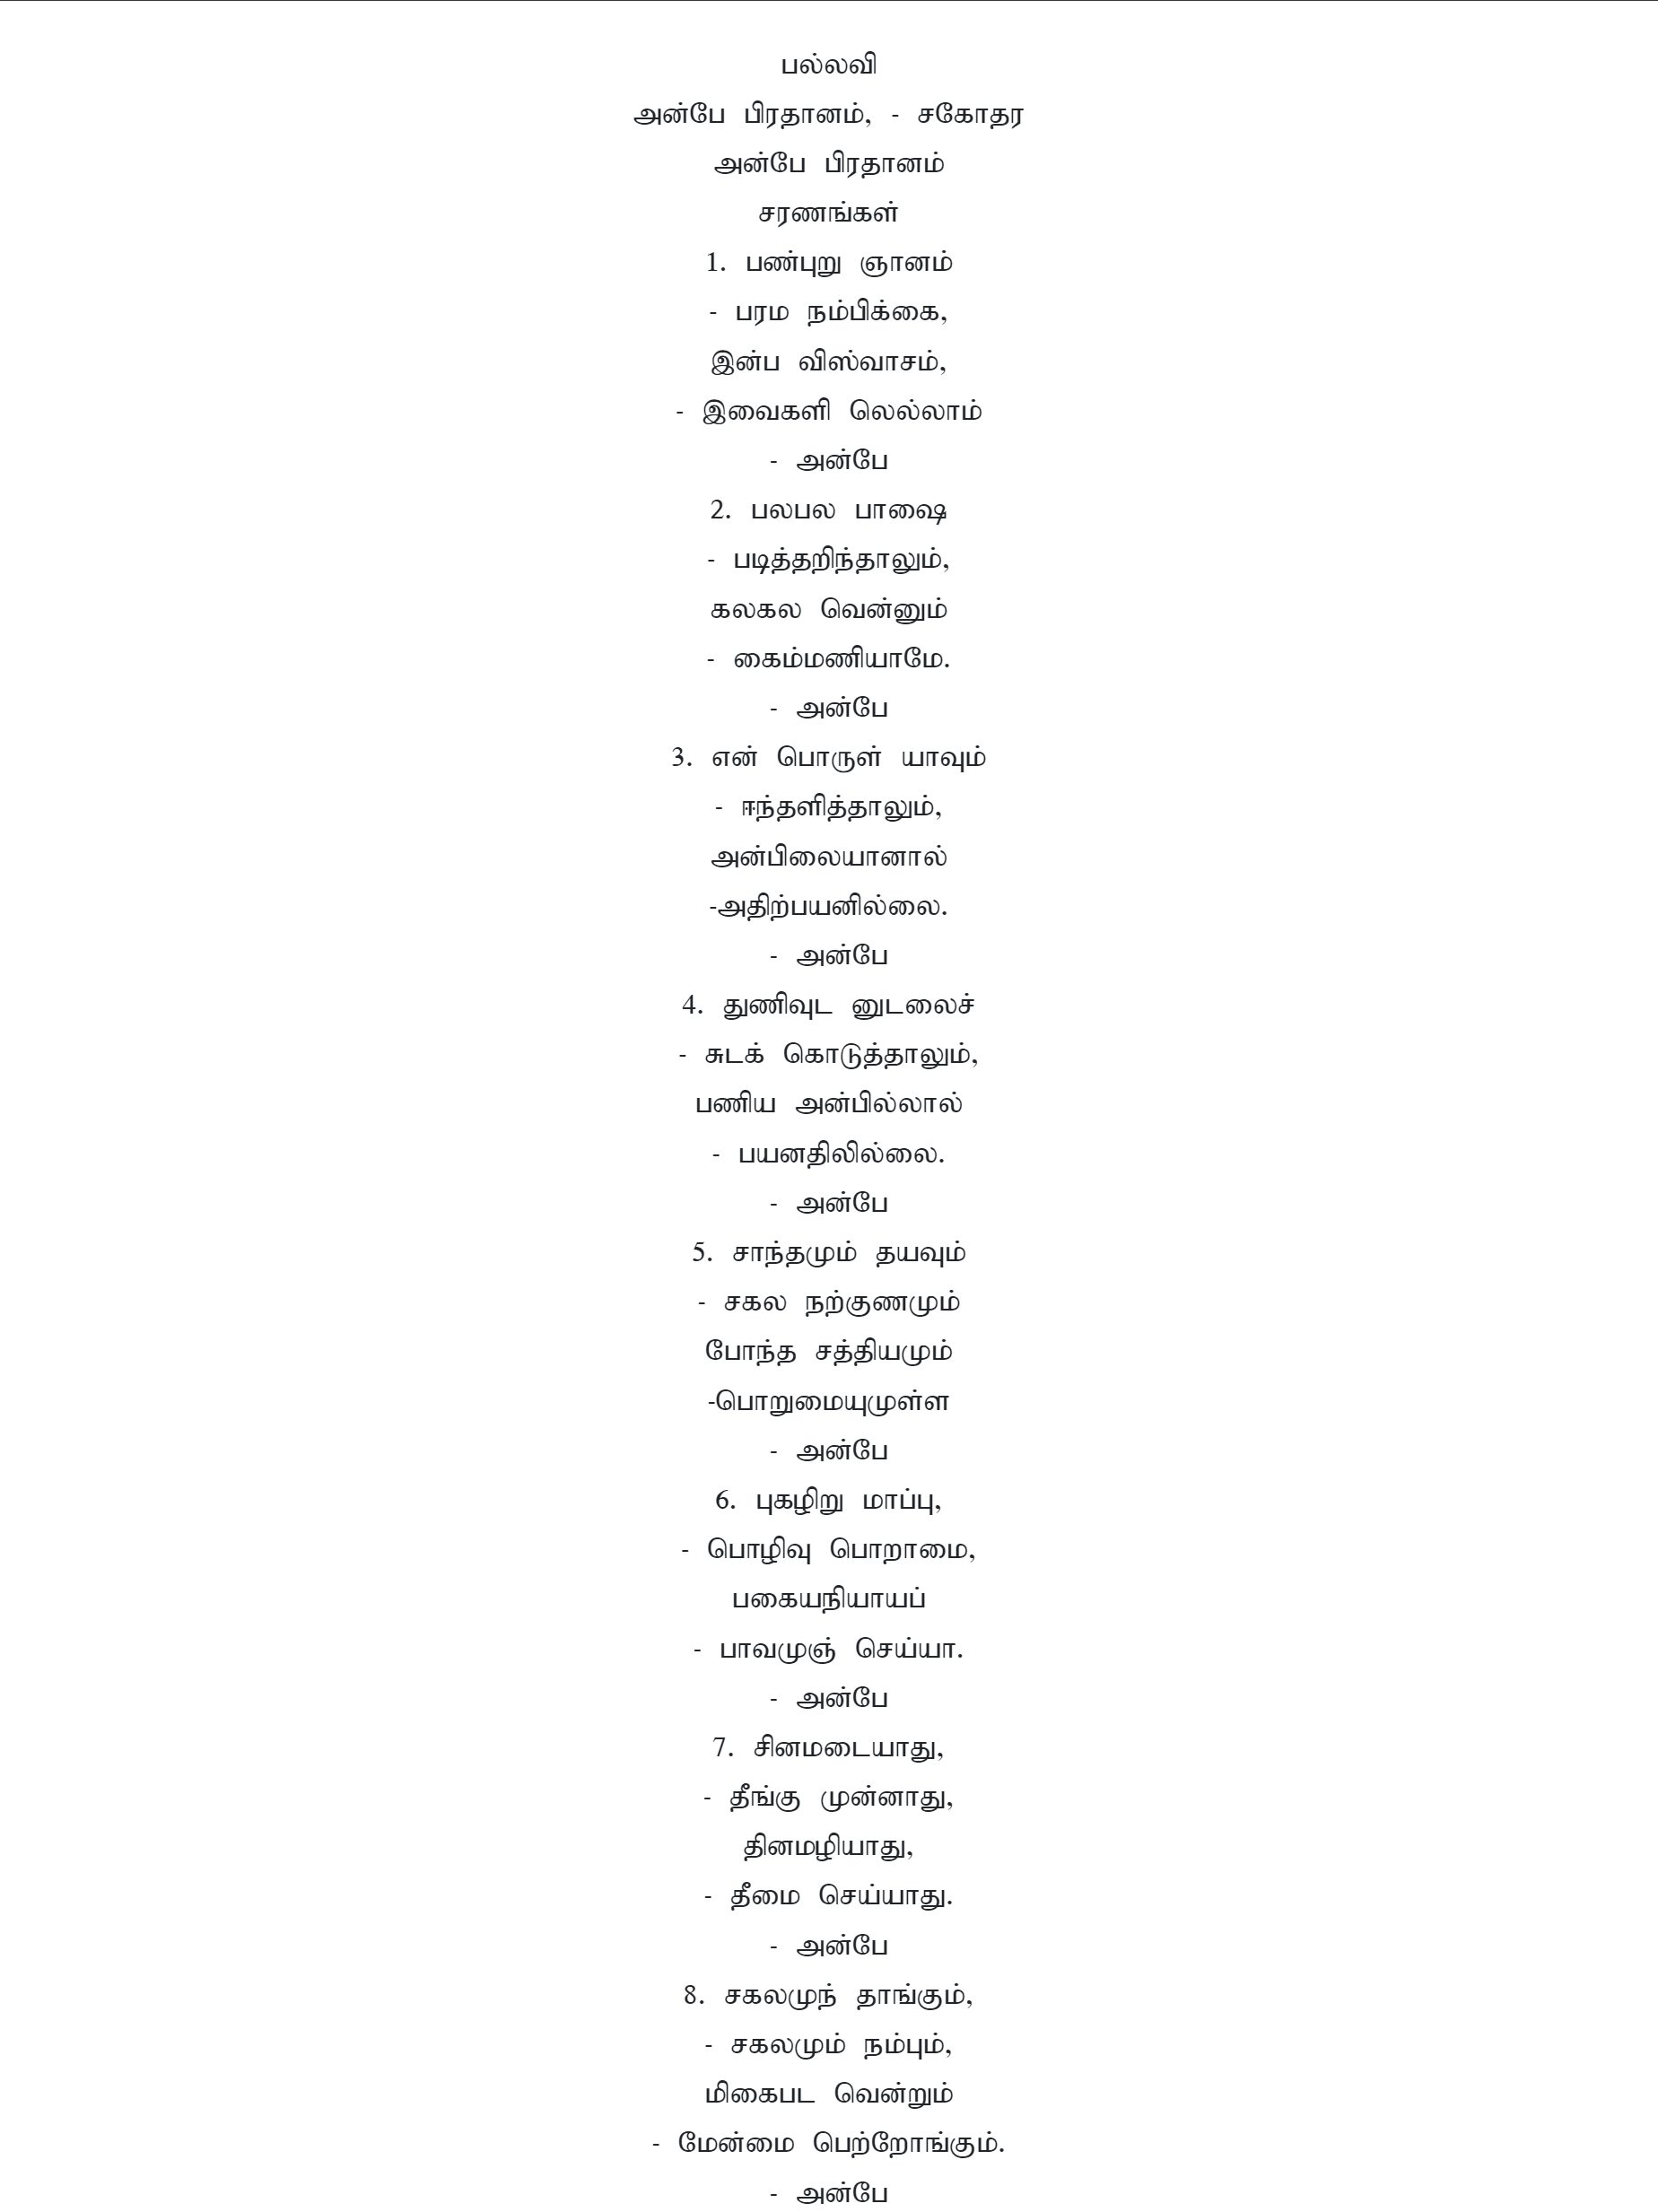 பல்லவி
அன்பே பிரதானம், - சகோதர
அன்பே பிரதானம்
சரணங்கள்
1. பண்புறு ஞானம்
- பரம நம்பிக்கை,
இன்ப விஸ்வாசம்,
- இவைகளி லெல்லாம்
- அன்பே
2. பலபல பாஷை
- படித்தறிந்தாலும்,
கலகல வென்னும்
- கைம்மணியாமே.
- அன்பே
3. என் பொருள் யாவும்
- ஈந்தளித்தாலும்,
அன்பிலையானால்
-அதிற்பயனில்லை.
- அன்பே
4. துணிவுட னுடலைச்
- சுடக் கொடுத்தாலும்,
பணிய அன்பில்லால்
- பயனதிலில்லை.
- அன்பே
5. சாந்தமும் தயவும்
- சகல நற்குணமும்
போந்த சத்தியமும்
-பொறுமையுமுள்ள
- அன்பே
6. புகழிறு மாப்பு,
- பொழிவு பொறாமை,
பகையநியாயப்
- பாவமுஞ் செய்யா.
- அன்பே
7. சினமடையாது,
- தீங்கு முன்னாது,
தினமழியாது,
- தீமை செய்யாது.
- அன்பே
8. சகலமுந் தாங்கும்,
- சகலமும் நம்பும்,
மிகைபட வென்றும்
- மேன்மை பெற்றோங்கும்.
- அன்பே